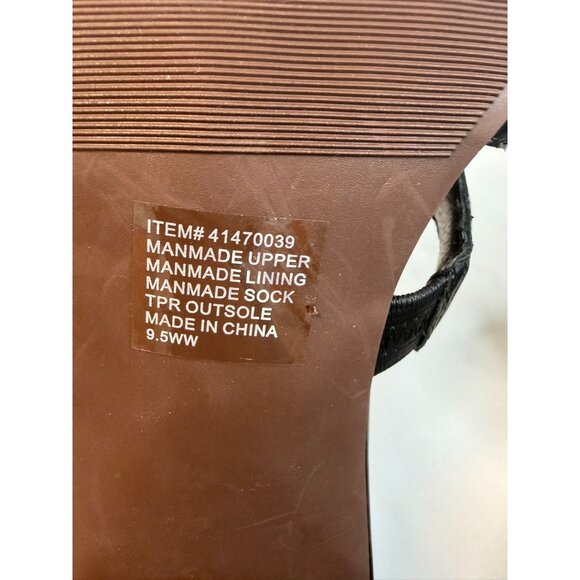 ITEM# 41470039
MANMADE UPPER
MANMADE LINING
MANMADE SOCK
TPR OUTSOLE
MADE IN CHINA
9.5WW